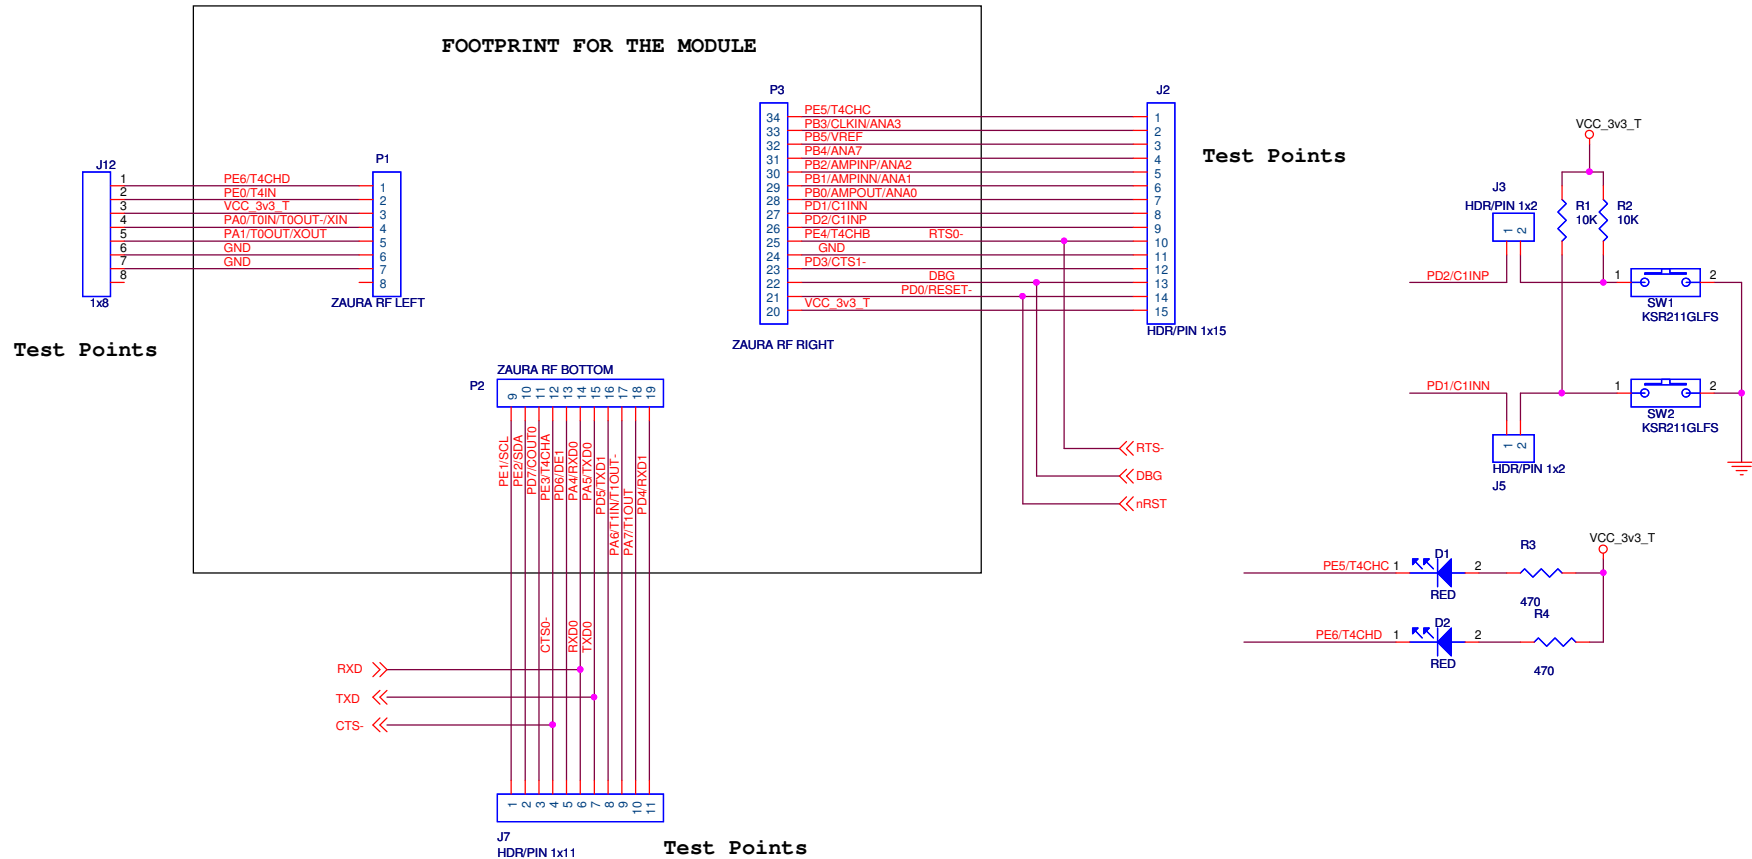 FOOTPRINT FOR THE MODULE
J12
1 PE6/T4CHD
2 PE0/T4IN
3 VCC_3v3_T
4 PA0/T0IN/T0OUT-/XIN
5 PA1/T0OUT/XOUT
6 GND
7 GND
8
1x8
Test Points
P1
1
2
3
4
5
6
7
8
ZAURA RF LEFT
P3
34 PE5/T4CHC
33 PB3/CLKIN/ANA3
32 PB5/VREF
31 PB4/ANA7
30 PB2/AMPINP/ANA2
29 PB1/AMPINN/ANA1
28 PB0/AMPOUT/ANA0
27 PD1/C1INN
26 PD2/C1INP
25 PE4/T4CHB RTS0-
24 GND
23 PD3/CTS1-
22 DBG
21 PD0/RESET-
20 VCC_3v3_T
ZAURA RF RIGHT
J2
1
2
3
4
5
6
7
8
9
10
11
12
13
14
15
HDR/PIN 1x15
Test Points
RTS-
DBG
nRST
ZAURA RF BOTTOM
P2
9 10 11 12 13 14 15 16 17 18 19
PE1/SCL
PE2/SDA
PD7/COUT0
PE3/T4CHA
PD6/DE1
PA4/RXD0
PA5/TXD0
PD5/TXD1
PA6/T1IN/T1OUT-
PA7/T1OUT
PD4/RXD1
CTS0-
RXD0
TXD0
RXD
TXD
CTS-
1 2 3 4 5 6 7 8 9 10 11
J7
HDR/PIN 1x11
Test Points
VCC_3v3_T
J3
HDR/PIN 1x2
1 2
R1
10K
R2
10K
PD2/C1INP
1 2
SW1
KSR211GLFS
PD1/C1INN
1 2
SW2
KSR211GLFS
1 2
HDR/PIN 1x2
J5
VCC_3v3_T
PE5/T4CHC 1 D1 2 R3
RED
470
PE6/T4CHD 1 D2 2 R4
RED
470